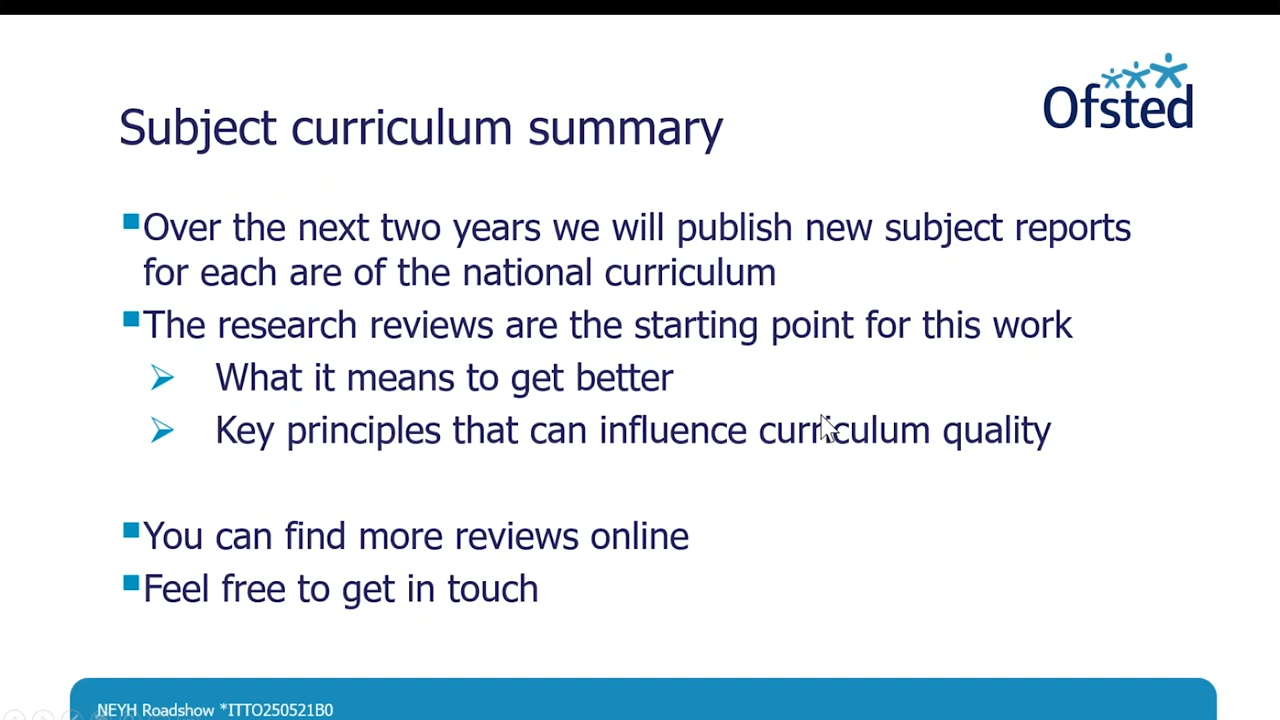 Ofsted
Subject curriculum summary
Over the next two years we will publish new subject reports
for each are of the national curriculum
The research reviews are the starting point for this work
What it means to get better
Key principles that can influence curriculum quality
You can find more reviews online
Feel free to get in touch
NEYH Roadshow *ITTO250521B0